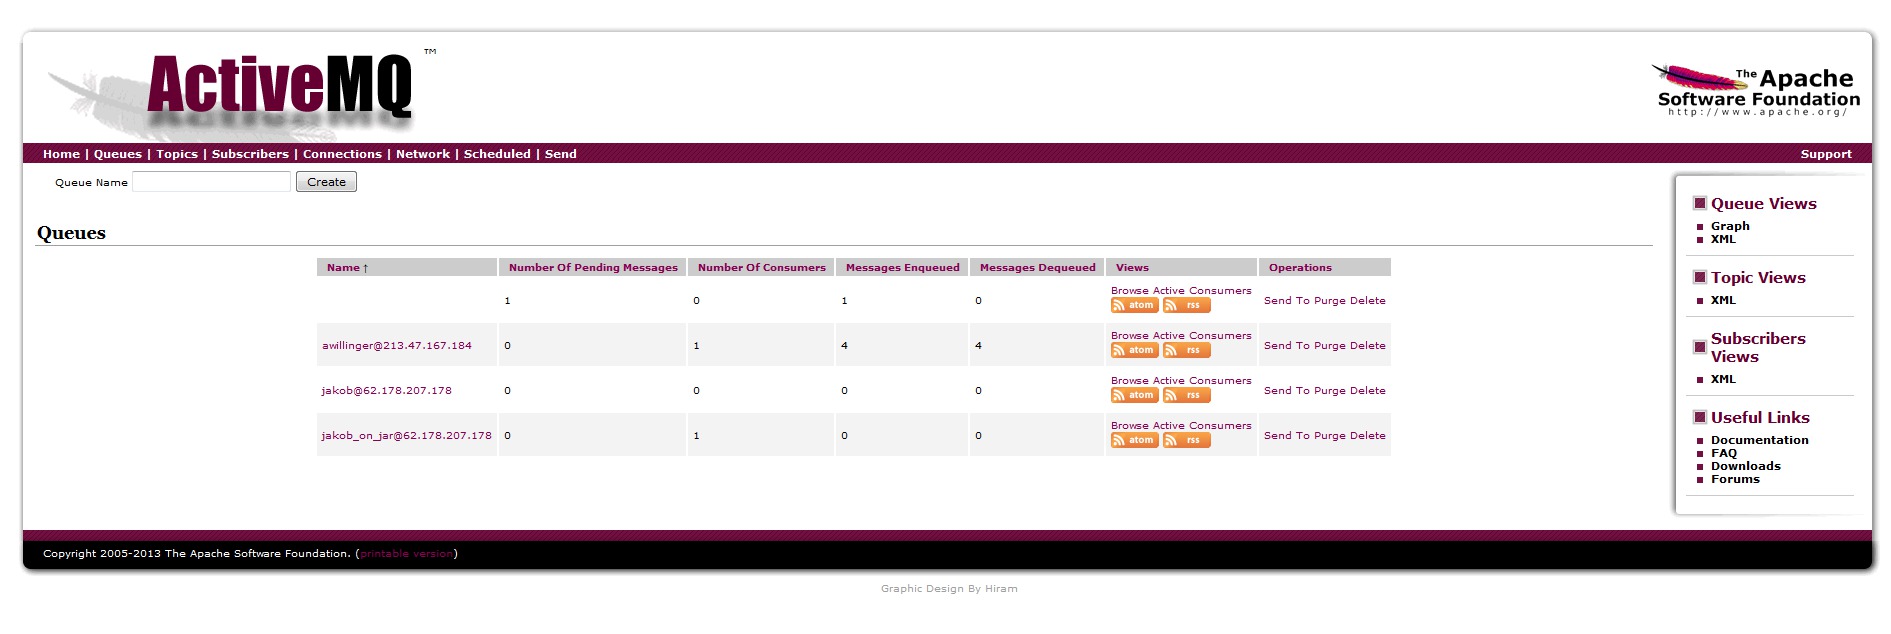 ActiveMQ ™
The Apache
Software Foundation
http://www.apache.org/
Home | Queues | Topics | Subscribers | Connections | Network | Scheduled | Send
Support
Queue Name Create
Queues
Name ↑ Number Of Pending Messages Number Of Consumers Messages Enqueued Messages Dequeued Views Operations
1 0 1 0 Browse Active Consumers Send To Purge Delete
atom rss
awillinger@213.47.167.184 0 1 4 4 Browse Active Consumers Send To Purge Delete
atom rss
jakob@62.178.207.178 0 0 0 0 Browse Active Consumers Send To Purge Delete
atom rss
jakob_on_jar@62.178.207.178 0 1 0 0 Browse Active Consumers Send To Purge Delete
atom rss
Queue Views
Graph
XML
Topic Views
XML
Subscribers
Views
XML
Useful Links
Documentation
FAQ
Downloads
Forums
Copyright 2005-2013 The Apache Software Foundation. (printable version)
Graphic Design By Hiram